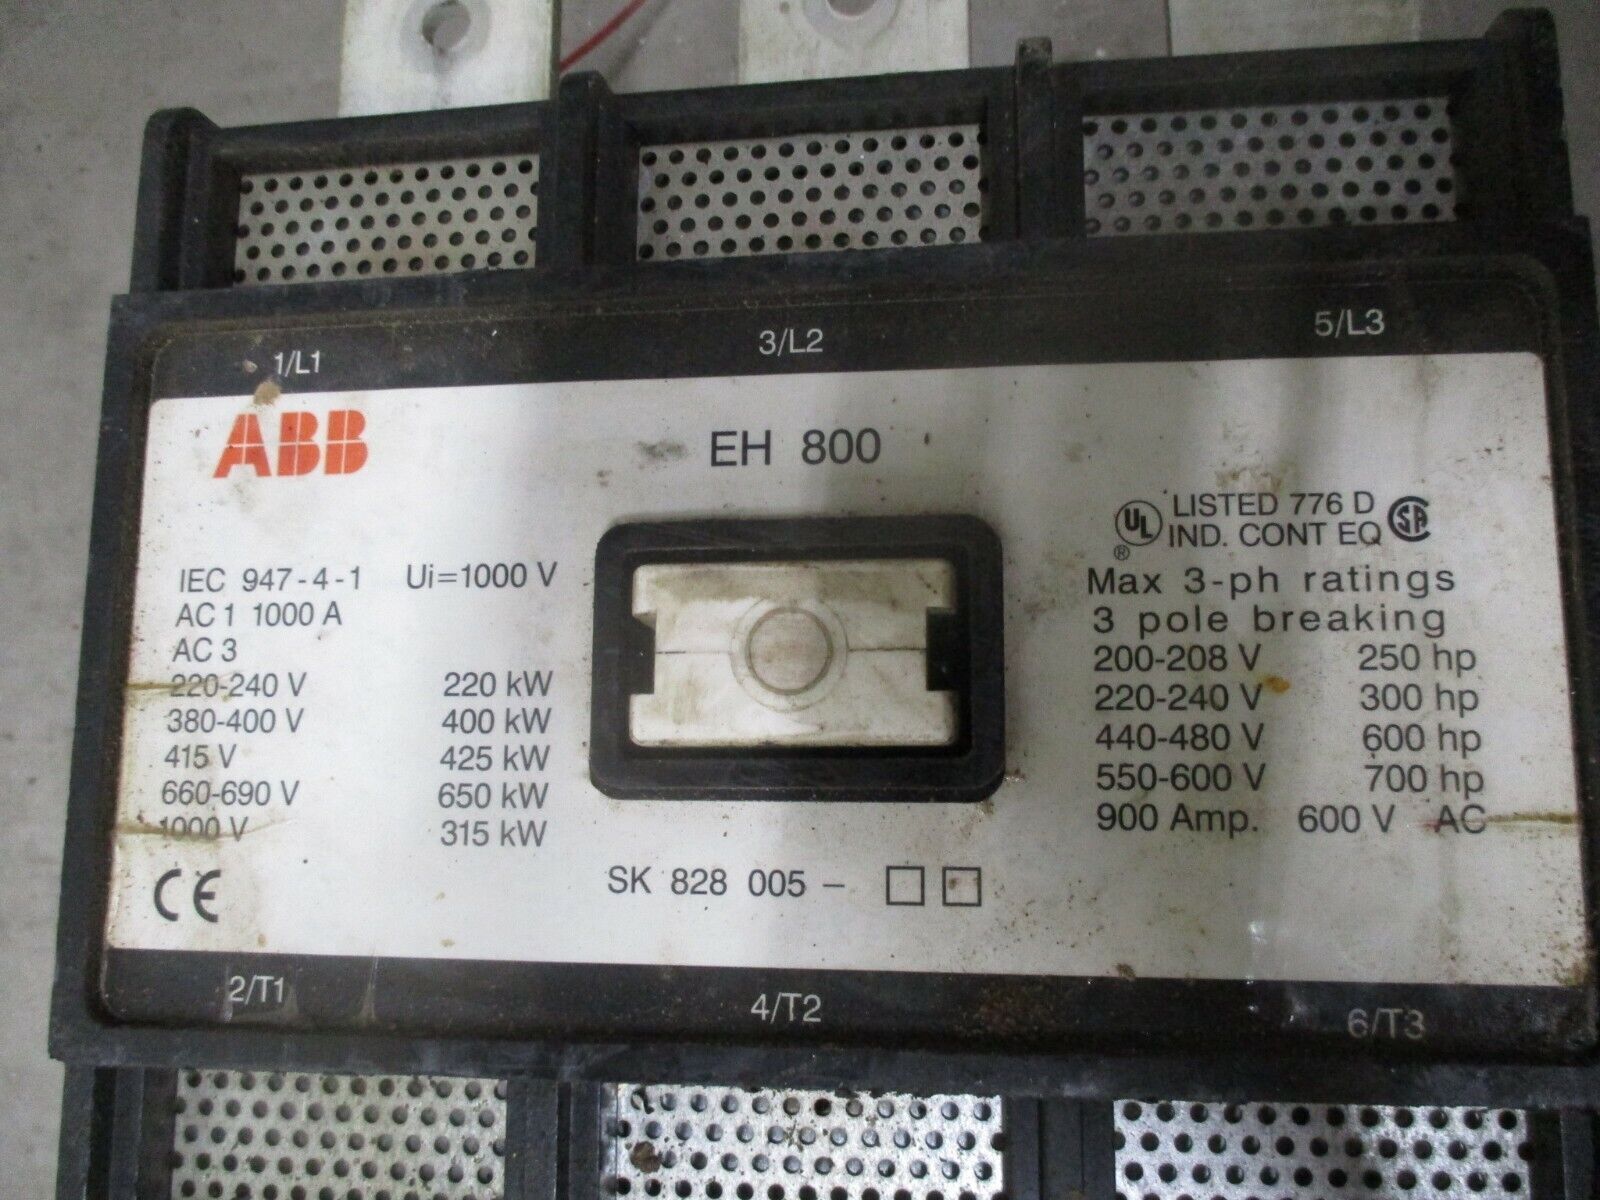 1/L1
3/L2
5/L3
ABB
EH 800
UL LISTED 776 D
® IND. CONT EQ SA
IEC 947-4-1 Ui=1000 V
AC 1 1000 A
AC 3
220-240 V 220 kW
380-400 V 400 kW
415 V 425 kW
660-690 V 650 kW
1000 V 315 kW
Max 3-ph ratings
3 pole breaking
200-208 V 250 hp
220-240 V 300 hp
440-480 V 600 hp
550-600 V 700 hp
900 Amp. 600 V AC
SK 828 005 - □ □
CE
2/T1
4/T2
6/T3